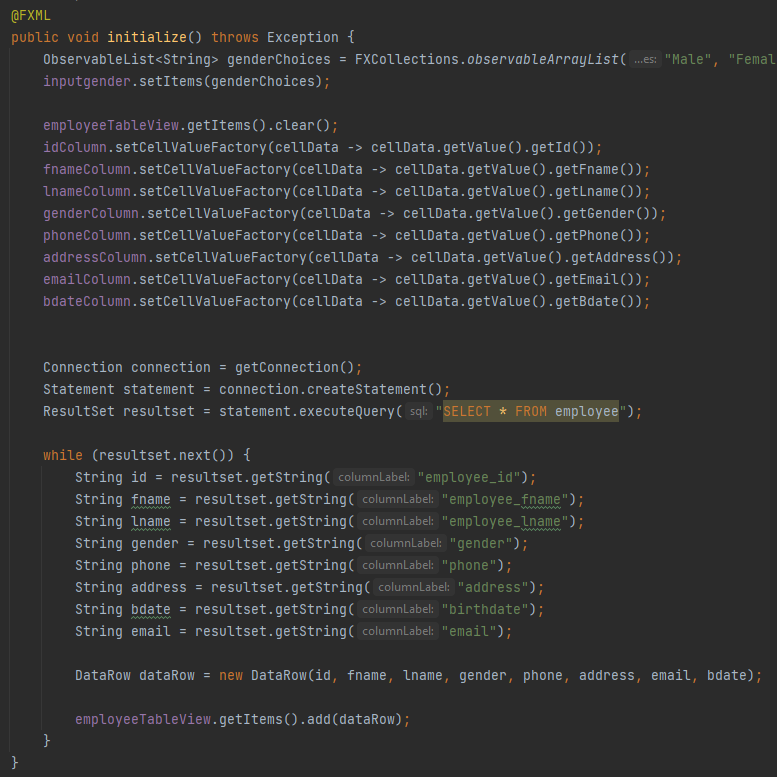 @FXML
public void initialize() throws Exception {
ObservableList<String> genderChoices = FXCollections.observableArrayList( ...es: "Male", "Femal
inputgender.setItems(genderChoices);
employeeTableView.getItems().clear();
idColumn.setCellValueFactory(cellData -> cellData.getValue().getId());
fnameColumn.setCellValueFactory(cellData -> cellData.getValue().getFname());
lnameColumn.setCellValueFactory(cellData -> cellData.getValue().getLname());
genderColumn.setCellValueFactory(cellData -> cellData.getValue().getGender());
phoneColumn.setCellValueFactory(cellData -> cellData.getValue().getPhone());
addressColumn.setCellValueFactory(cellData -> cellData.getValue().getAddress());
emailColumn.setCellValueFactory(cellData -> cellData.getValue().getEmail());
bdateColumn.setCellValueFactory(cellData -> cellData.getValue().getBdate());
Connection connection = getConnection();
Statement statement = connection.createStatement();
ResultSet resultset = statement.executeQuery( sql: "SELECT * FROM employee");
while (resultset.next()) {
String id = resultset.getString( columnLabel: "employee_id");
String fname = resultset.getString( columnLabel: "employee_fname");
String lname = resultset.getString( columnLabel: "employee_lname");
String gender = resultset.getString( columnLabel: "gender");
String phone = resultset.getString( columnLabel: "phone");
String address = resultset.getString( columnLabel: "address");
String bdate = resultset.getString( columnLabel: "birthdate");
String email = resultset.getString( columnLabel: "email");
DataRow dataRow = new DataRow(id, fname, lname, gender, phone, address, email, bdate);
employeeTableView.getItems().add(dataRow);
}
}